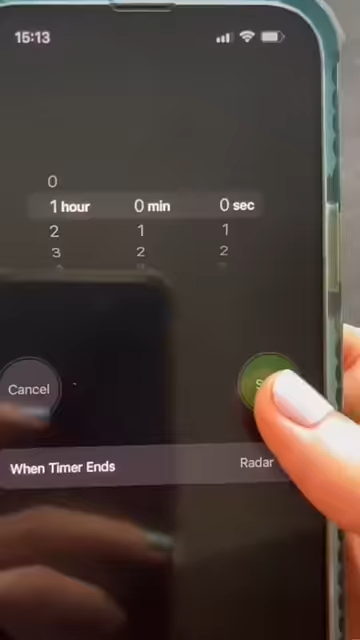 15:13
0
1 hour 0 min 0 sec
2 1 1
3 2 2
Cancel
When Timer Ends Radar